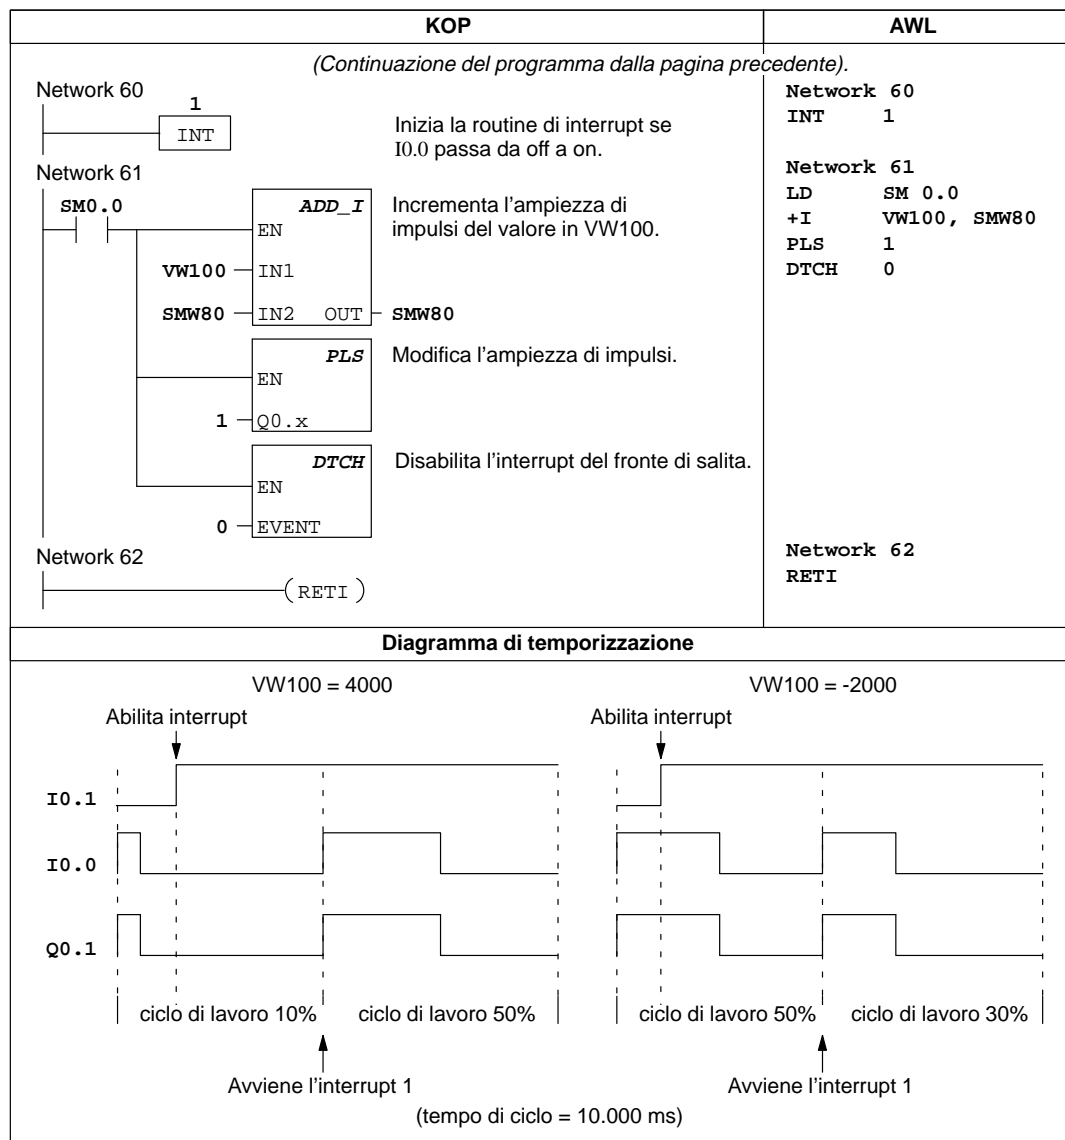 KOP
AWL
(Continuazione del programma dalla pagina precedente).
Network 60
1
INT
Inizia la routine di interrupt se
I0.0 passa da off a on.
Network 60
INT 1
Network 61
SM0.0
ADD_I
EN
VW100
IN1
SMW80
IN2 OUT
SMW80
Incrementa l'ampiezza di
impulsi del valore in VW100.
Network 61
LD SM 0.0
+I VW100, SMW80
PLS 1
DTCH 0
PLS
EN
1
Q0.x
Modifica l'ampiezza di impulsi.
DTCH
EN
0
EVENT
Disabilita l'interrupt del fronte di salita.
Network 62
RETI
Network 62
RETI
Diagramma di temporizzazione
VW100 = 4000
VW100 = -2000
Abilita interrupt
Abilita interrupt
I0.1
I0.0
Q0.1
ciclo di lavoro 10%
ciclo di lavoro 50%
ciclo di lavoro 50%
ciclo di lavoro 30%
Avviene l'interrupt 1
Avviene l'interrupt 1
(tempo di ciclo = 10.000 ms)